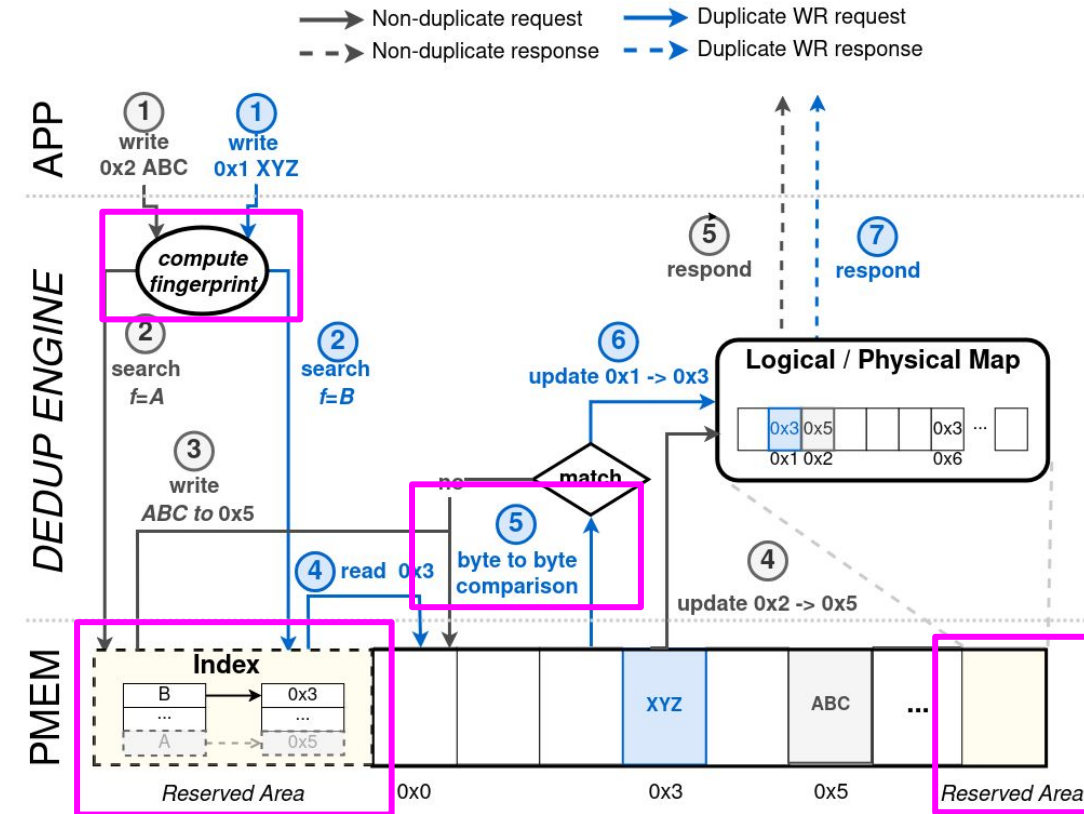 Non-duplicate request
Duplicate WR request
Non-duplicate response
Duplicate WR response
APP
1
write
0x2 ABC
1
write
0x1 XYZ
DEDUP ENGINE
compute
fingerprint
2
search
f=A
2
search
f=B
3
write
ABC to 0x5
4 read 0x3
5
byte to byte
comparison
no
match
6
update 0x1 -> 0x3
5
respond
7
respond
Logical / Physical Map
0x3 0x5 0x3 ...
0x1 0x2 0x6
4
update 0x2 -> 0x5
PMEM
Index
B 0x3
... ...
A 0x5
XYZ
ABC
...
Reserved Area
0x0
0x3
0x5
Reserved Area